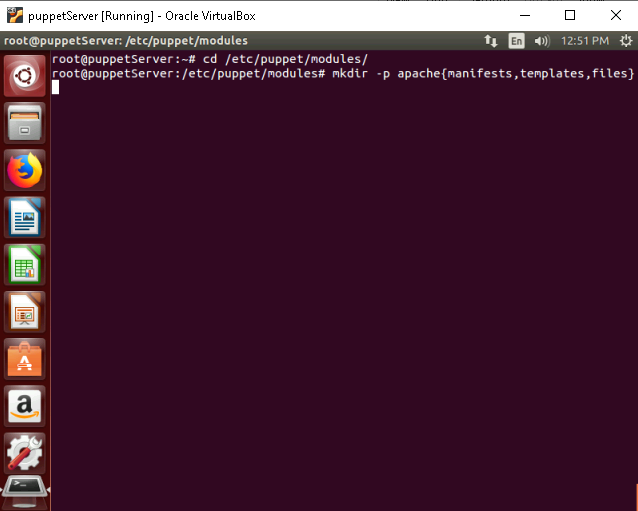 puppetServer [Running] - Oracle VirtualBox
root@puppetServer: /etc/puppet/modules
En
12:51 PM
root@puppetServer:~# cd /etc/puppet/modules/
root@puppetServer:/etc/puppet/modules# mkdir -p apache{manifests,templates,files}